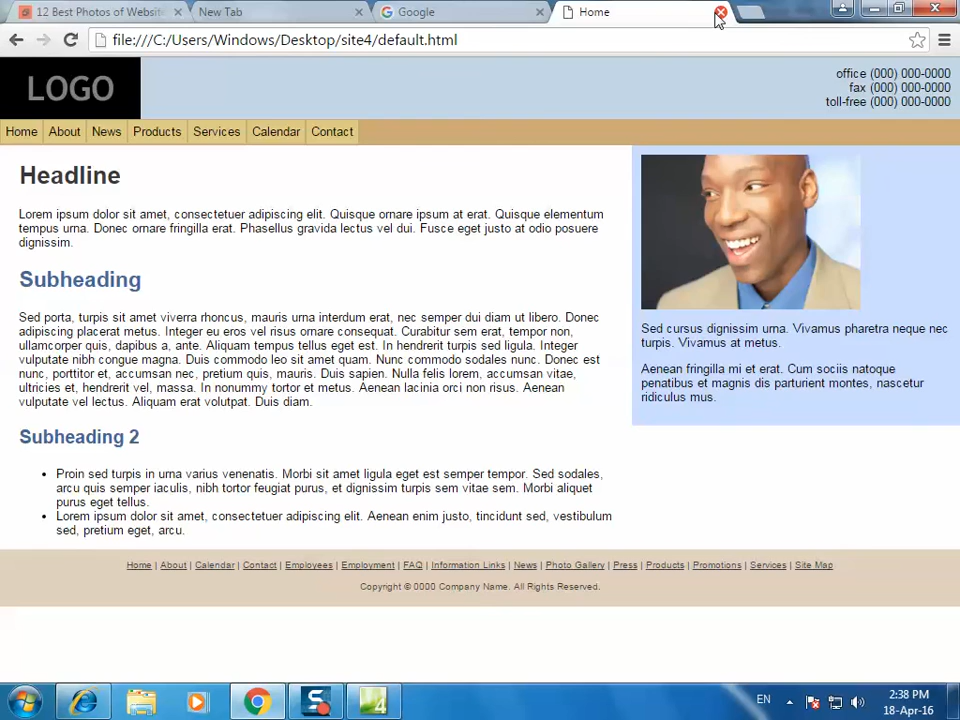 12 Best Photos of Website
New Tab
Google
Home
file:///C:/Users/Windows/Desktop/site4/default.html
LOGO
office (000) 000-0000
fax (000) 000-0000
toll-free (000) 000-0000
Home About News Products Services Calendar Contact
Headline
Lorem ipsum dolor sit amet, consectetuer adipiscing elit. Quisque ornare ipsum at erat. Quisque elementum
tempus urna. Donec ornare fringilla erat. Phasellus gravida lectus vel dui. Fusce eget justo at odio posuere
dignissim.
Subheading
Sed porta, turpis sit amet viverra rhoncus, mauris urna interdum erat, nec semper dui diam ut libero. Donec
adipiscing placerat metus. Integer eu eros vel risus ornare consequat. Curabitur sem erat, tempor non,
ullamcorper quis, dapibus a, ante. Aliquam tempus tellus eget est. In hendrerit turpis sed ligula. Integer
vulputate nibh congue magna. Duis commodo leo sit amet quam. Nunc commodo sodales nunc. Donec est
nunc, porttitor et, accumsan nec, pretium quis, mauris. Duis sapien. Nulla felis lorem, accumsan vitae,
ultricies et, hendrerit vel, massa. In nonummy tortor et metus. Aenean lacinia orci non risus. Aenean
vulputate vel lectus. Aliquam erat volutpat. Duis diam.
Subheading 2
• Proin sed turpis in urna varius venenatis. Morbi sit amet ligula eget est semper tempor. Sed sodales,
arcu quis semper iaculis, nibh tortor feugiat purus, et dignissim turpis sem vitae sem. Morbi aliquet
purus eget tellus.
• Lorem ipsum dolor sit amet, consectetuer adipiscing elit. Aenean enim justo, tincidunt sed, vestibulum
sed, pretium eget, arcu.
Sed cursus dignissim urna. Vivamus pharetra neque nec
turpis. Vivamus at metus.
Aenean fringilla mi et erat. Cum sociis natoque
penatibus et magnis dis parturient montes, nascetur
ridiculus mus.
Home | About | Calendar | Contact | Employees | Employment | FAQ | Information Links | News | Photo Gallery | Press | Products | Promotions | Services | Site Map
Copyright © 0000 Company Name. All Rights Reserved.
EN
2:38 PM
18-Apr-16